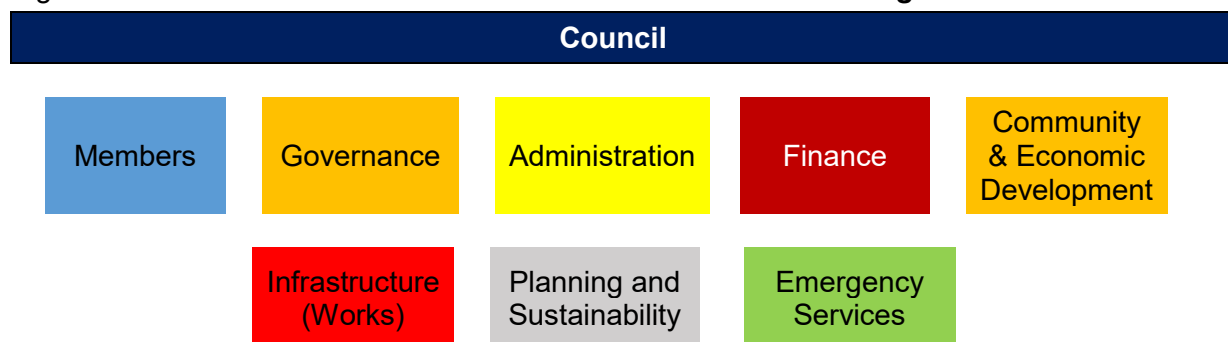 Council
Members
Governance
Administration
Finance
Community
& Economic
Development
Infrastructure
(Works)
Planning and
Sustainability
Emergency
Services